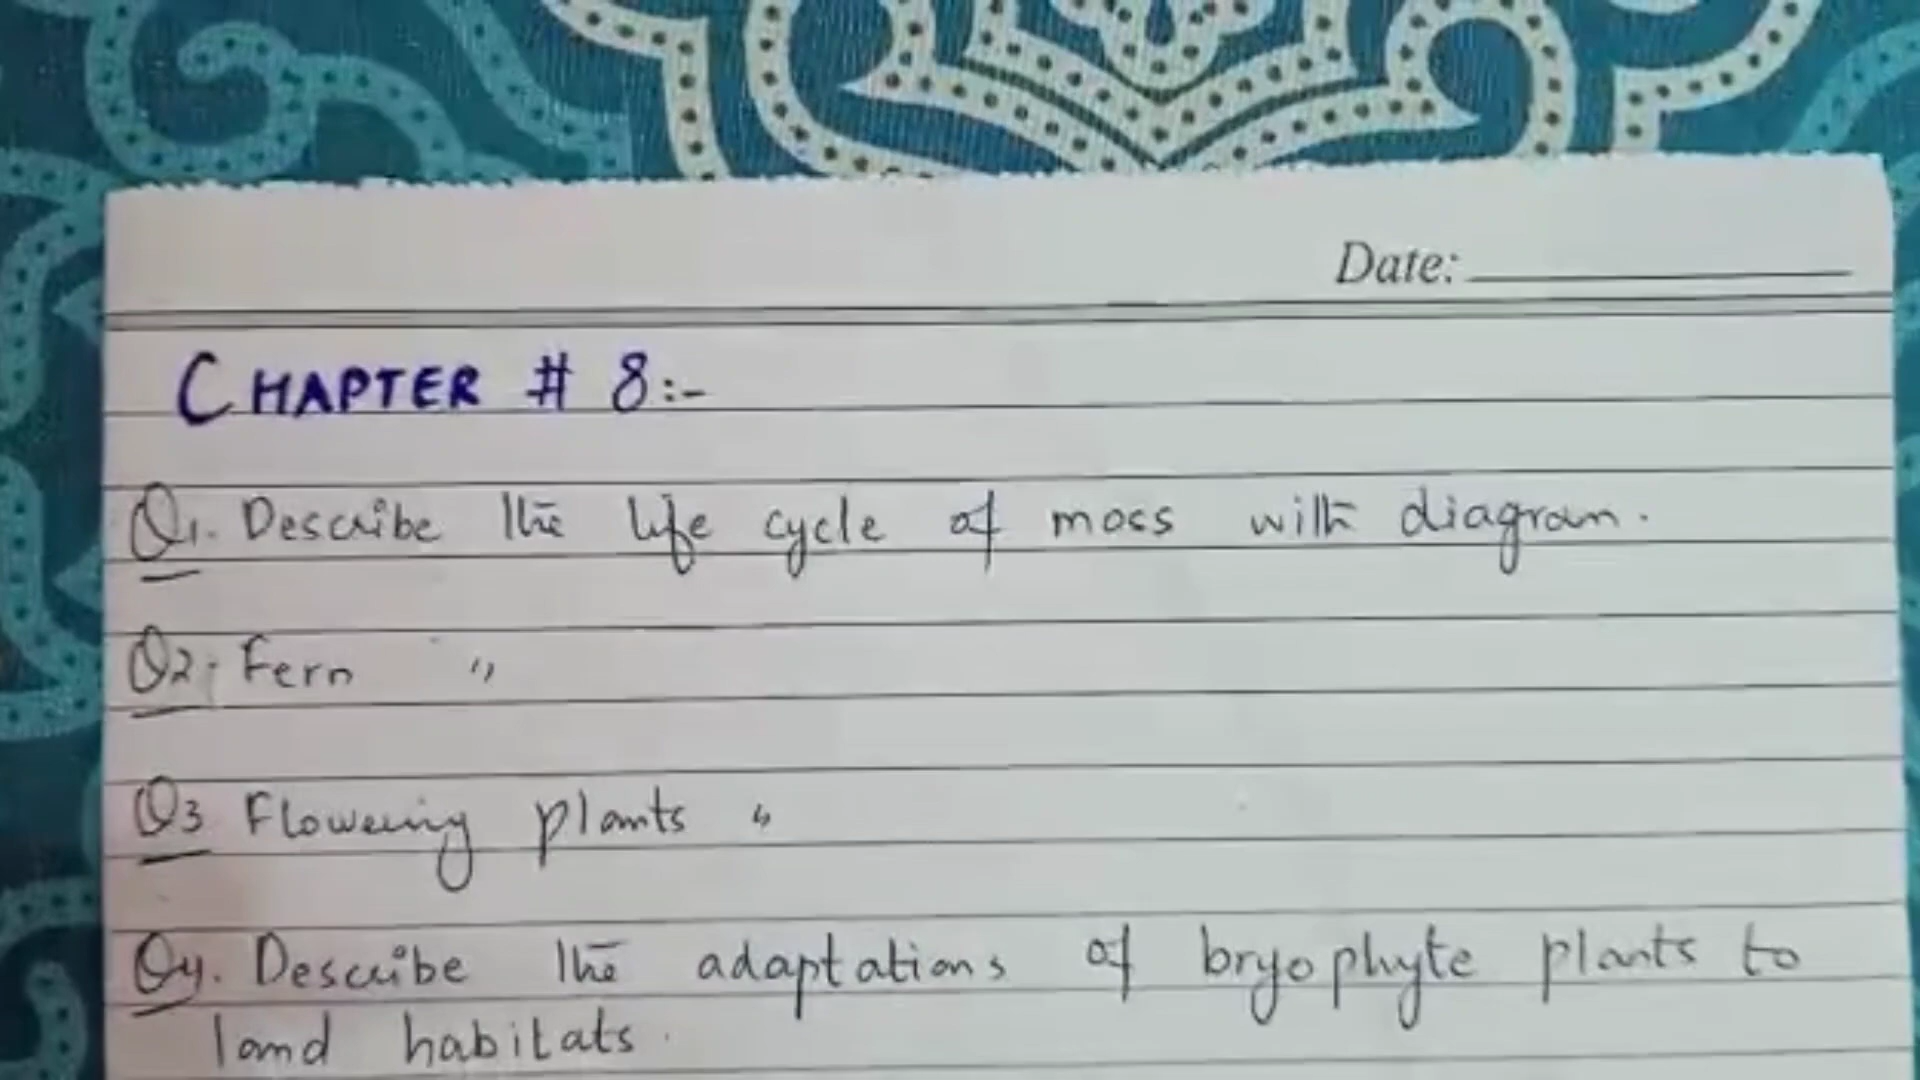 Date:
CHAPTER # 8:-
Q1. Describe the life cycle of moss with diagram.
Q2. Fern "
Q3 Flowering plants "
Q4. Describe the adaptations of bryophyte plants to
land habitats.